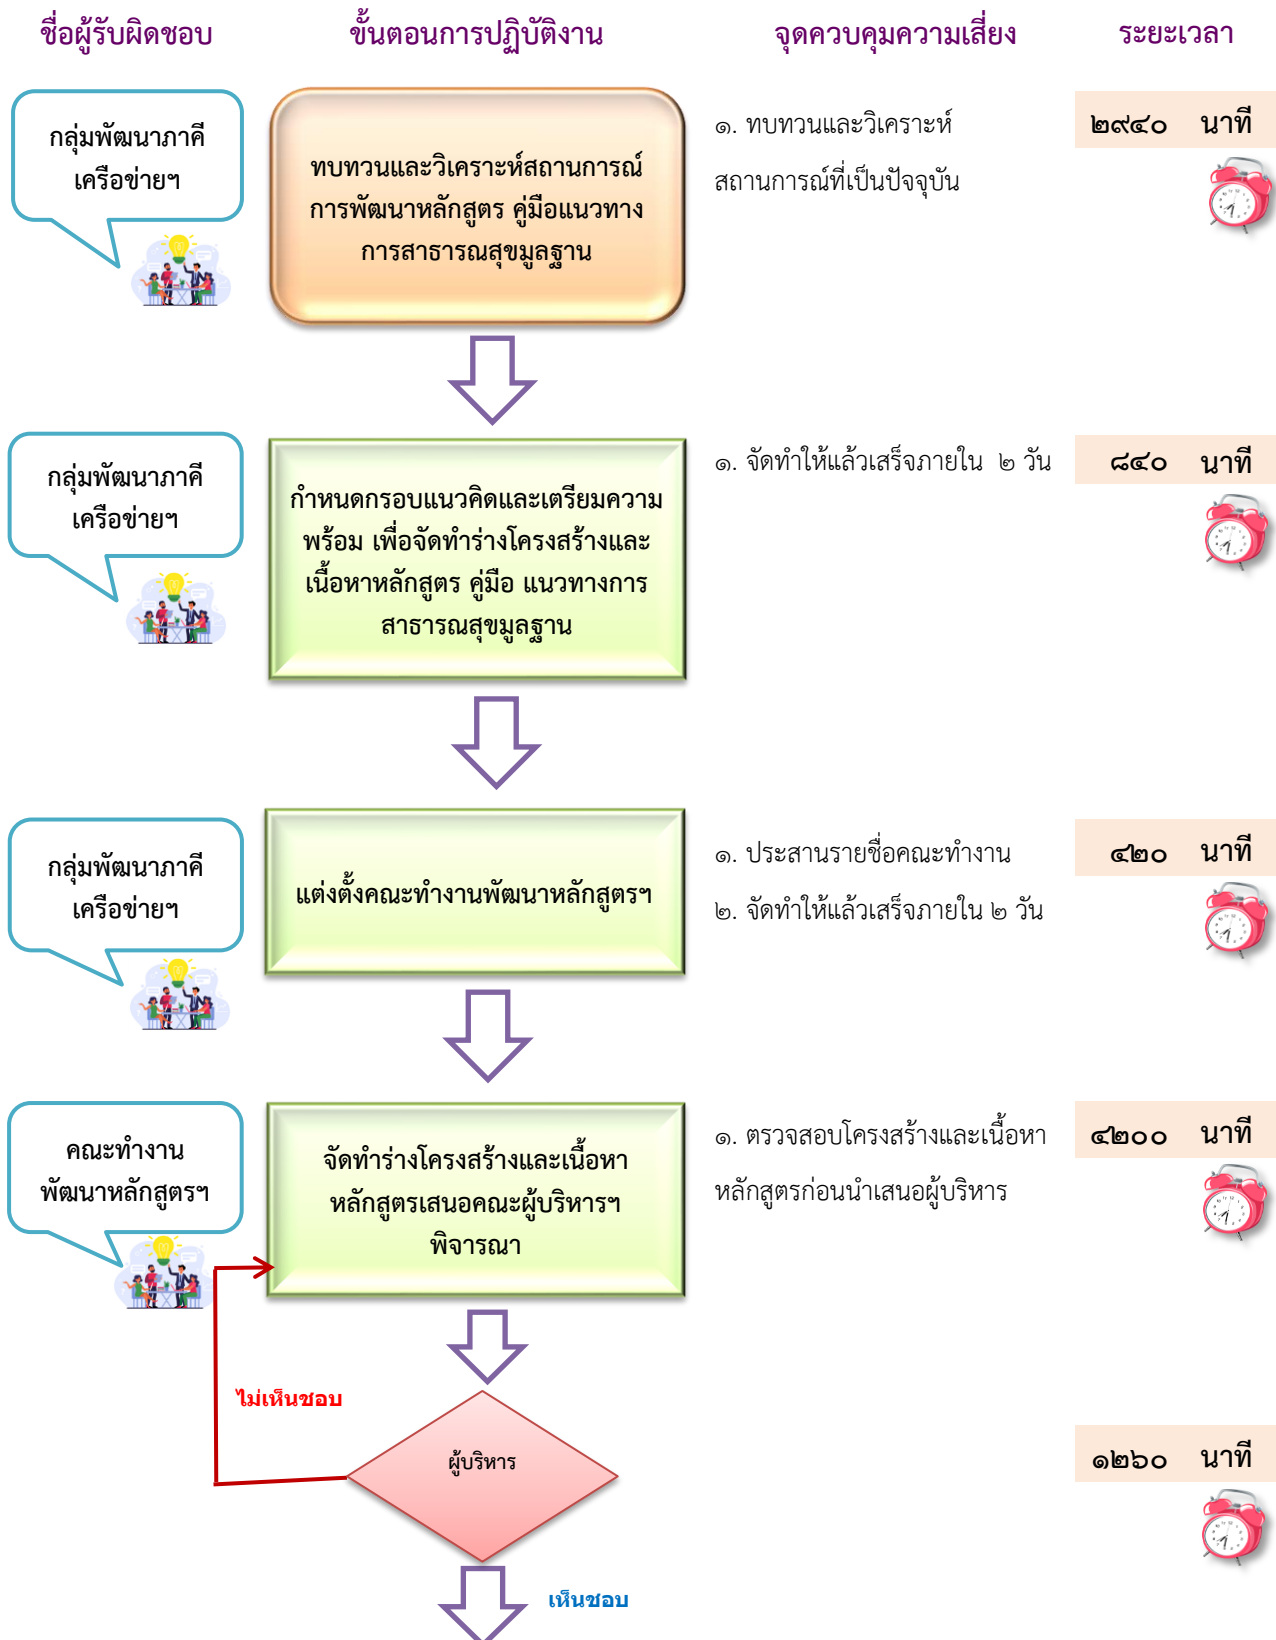 ชื่อผู้รับผิดชอบ
ขั้นตอนการปฏิบัติงาน
จุดควบคุมความเสี่ยง
ระยะเวลา
กลุ่มพัฒนาภาคี
เครือข่ายฯ
ทบทวนและวิเคราะห์สถานการณ์
การพัฒนาหลักสูตร คู่มือแนวทาง
การสาธารณสุขมูลฐาน
๑. ทบทวนและวิเคราะห์
สถานการณ์ที่เป็นปัจจุบัน
๒๙๔๐ นาที
กลุ่มพัฒนาภาคี
เครือข่ายฯ
กำหนดกรอบแนวคิดและเตรียมความ
พร้อม เพื่อจัดทำร่างโครงสร้างและ
เนื้อหาหลักสูตร คู่มือ แนวทางการ
สาธารณสุขมูลฐาน
๑. จัดทำให้แล้วเสร็จภายใน ๒ วัน
๘๔๐ นาที
กลุ่มพัฒนาภาคี
เครือข่ายฯ
แต่งตั้งคณะทำงานพัฒนาหลักสูตรฯ
๑. ประสานรายชื่อคณะทำงาน
๒. จัดทำให้แล้วเสร็จภายใน ๒ วัน
๔๒๐ นาที
คณะทำงาน
พัฒนาหลักสูตรฯ
จัดทำร่างโครงสร้างและเนื้อหา
หลักสูตรเสนอคณะผู้บริหารฯ
พิจารณา
๑. ตรวจสอบโครงสร้างและเนื้อหา
หลักสูตรก่อนนำเสนอผู้บริหาร
๔๒๐๐ นาที
ไม่เห็นชอบ
ผู้บริหาร
๑๒๖๐ นาที
เห็นชอบ